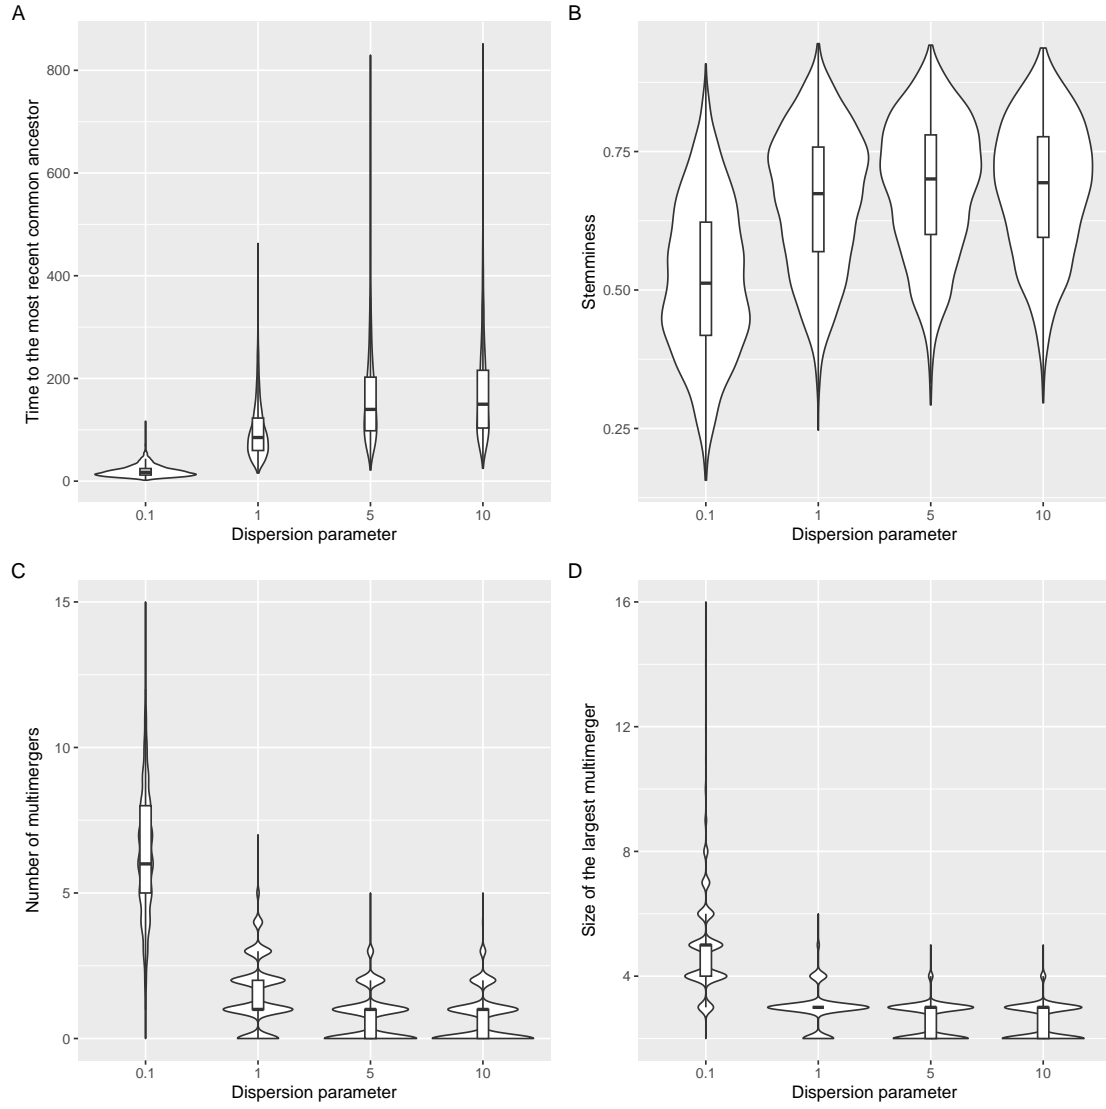 A
Time to the most recent common ancestor
800
600
400
200
0
0.1 1 5 10
Dispersion parameter
B
Stemminess
0.75
0.50
0.25
0.1 1 5 10
Dispersion parameter
C
Number of multimergers
15
10
5
0
0.1 1 5 10
Dispersion parameter
D
Size of the largest multimerger
16
12
8
4
0.1 1 5 10
Dispersion parameter